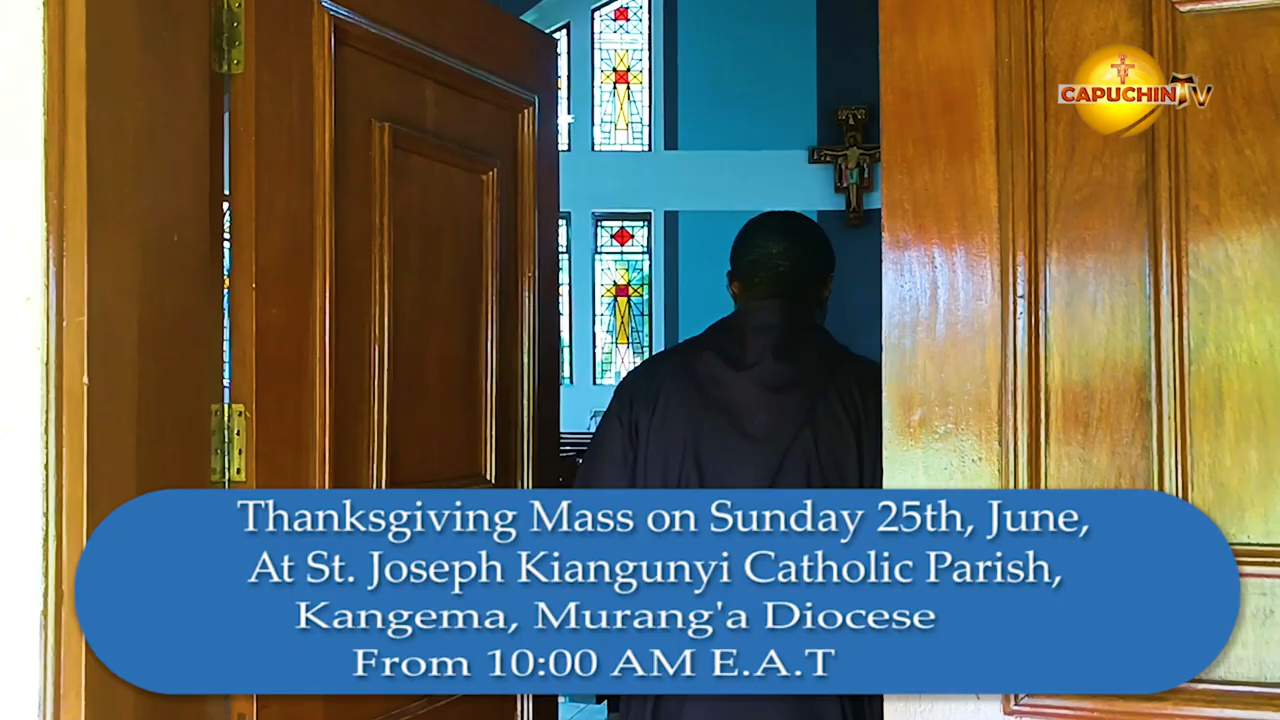 CAPUCHIN TV
Thanksgiving Mass on Sunday 25th, June,
At St. Joseph Kiangunyi Catholic Parish,
Kangema, Murang'a Diocese
From 10:00 AM E.A.T